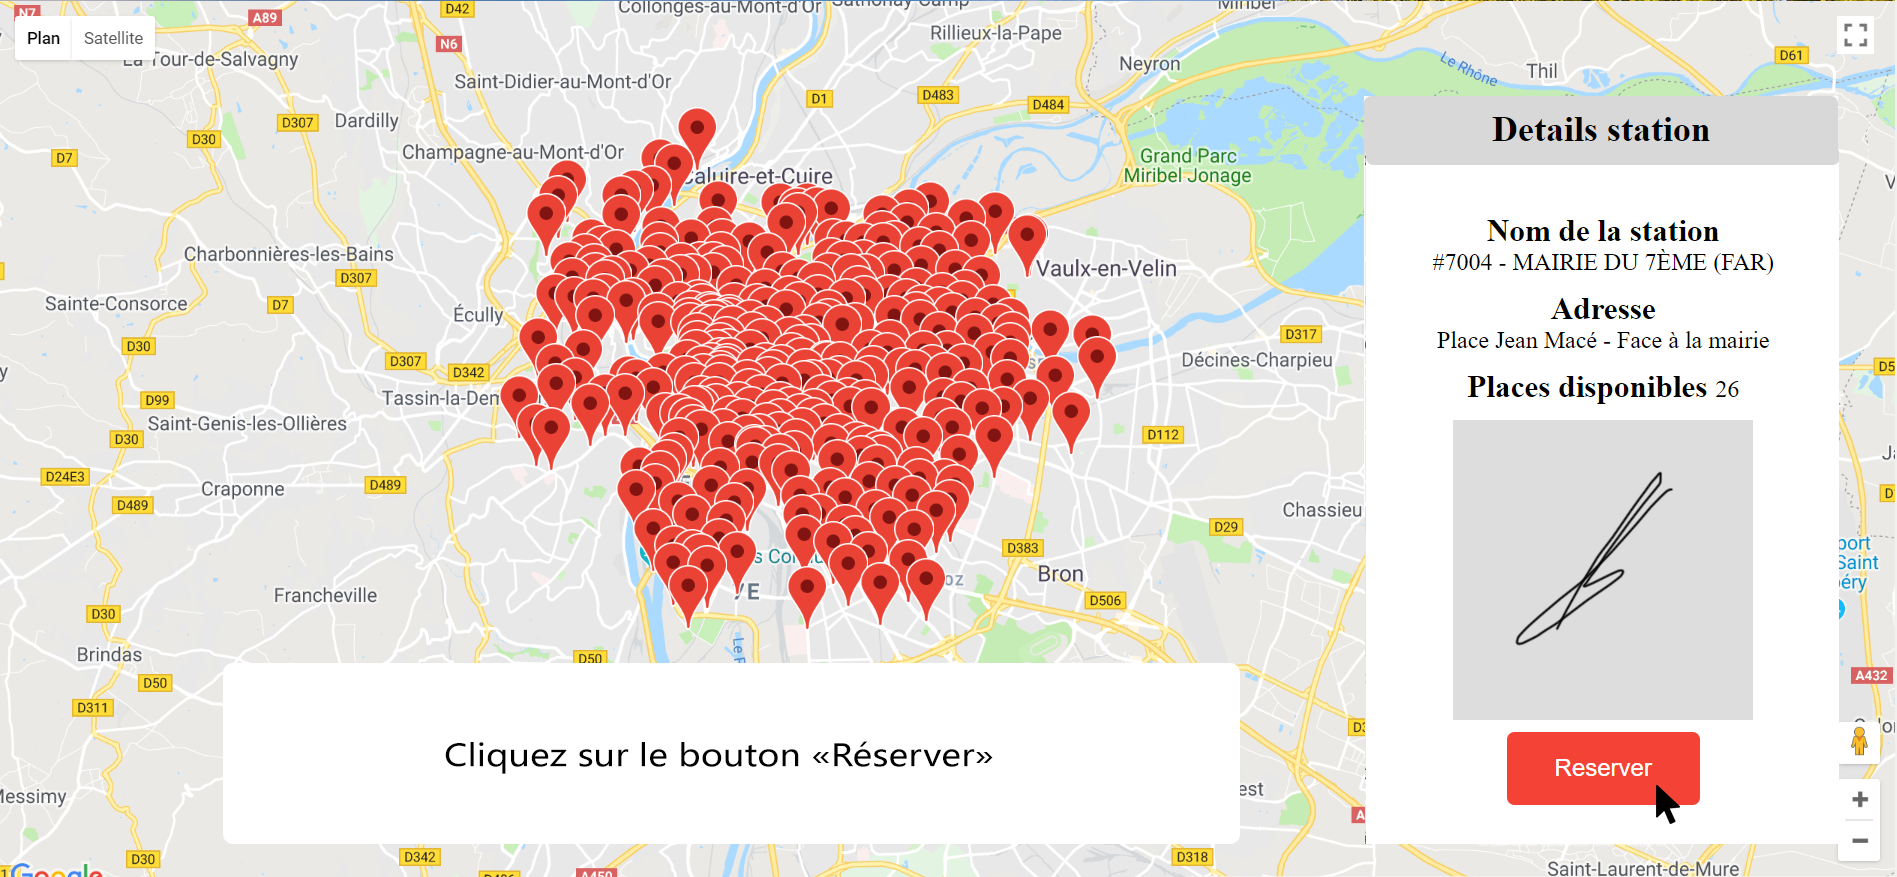 N7
A89
D42
Collonges-au-Mont-d'Or
Sathonay Camp
Miribel
Plan
Satellite
N6
Rillieux-la-Pape
La Tour-de-Salvagny
Saint-Didier-au-Mont-d'Or
Neyron
Le Rhône
Thil
D61
D1
D483
D484
D307
Dardilly
D30
D7
Champagne-au-Mont-d'Or
Caluire-et-Cuire
Grand Parc
Miribel Jonage
Charbonnières-les-Bains
D307
Vaulx-en-Velin
Sainte-Consorce
D7
Écully
D30
D307
D342
D317
Décines-Charpieu
D99
Tassin-la-Dem
Saint-Genis-les-Ollières
D30
D112
D24E3
D489
Craponne
D489
Chassieu
D29
D383
Bron
D506
Francheville
D30
Brindas
D50
D50
D311
A432
Messimy
est
D30
D342
D318
A450
Saint-Laurent-de-Mure
Google
Details station
Nom de la station
#7004 - MAIRIE DU 7ÈME (FAR)
Adresse
Place Jean Macé - Face à la mairie
Places disponibles 26
Reserver
Cliquez sur le bouton «Réserver»